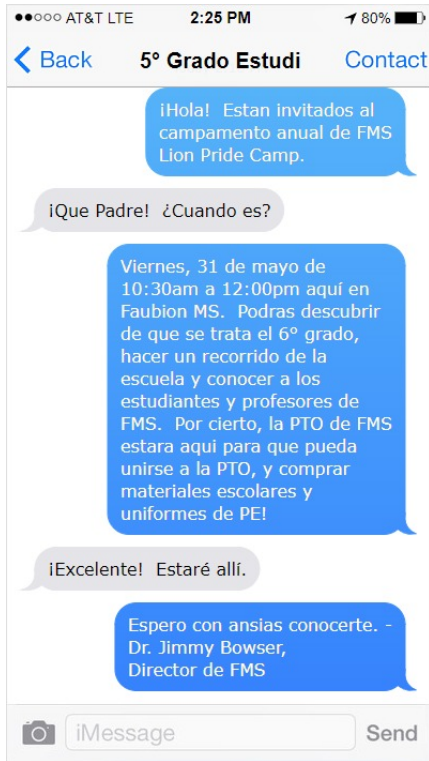 ●●○○○ AT&T LTE 2:25 PM 80%
Back 5° Grado Estudi Contact
¡Hola!  Estan invitados al
campamento anual de FMS
Lion Pride Camp.
¡Que Padre!  ¿Cuando es?
Viernes, 31 de mayo de
10:30am a 12:00pm aquí en
Faubion MS.  Podras descubrir
de que se trata el 6° grado,
hacer un recorrido de la
escuela y conocer a los
estudiantes y profesores de
FMS.  Por cierto, la PTO de FMS
estara aqui para que pueda
unirse a la PTO, y comprar
materiales escolares y
uniformes de PE!
¡Excelente!  Estaré allí.
Espero con ansias conocerte. -
Dr. Jimmy Bowser,
Director de FMS
iMessage Send